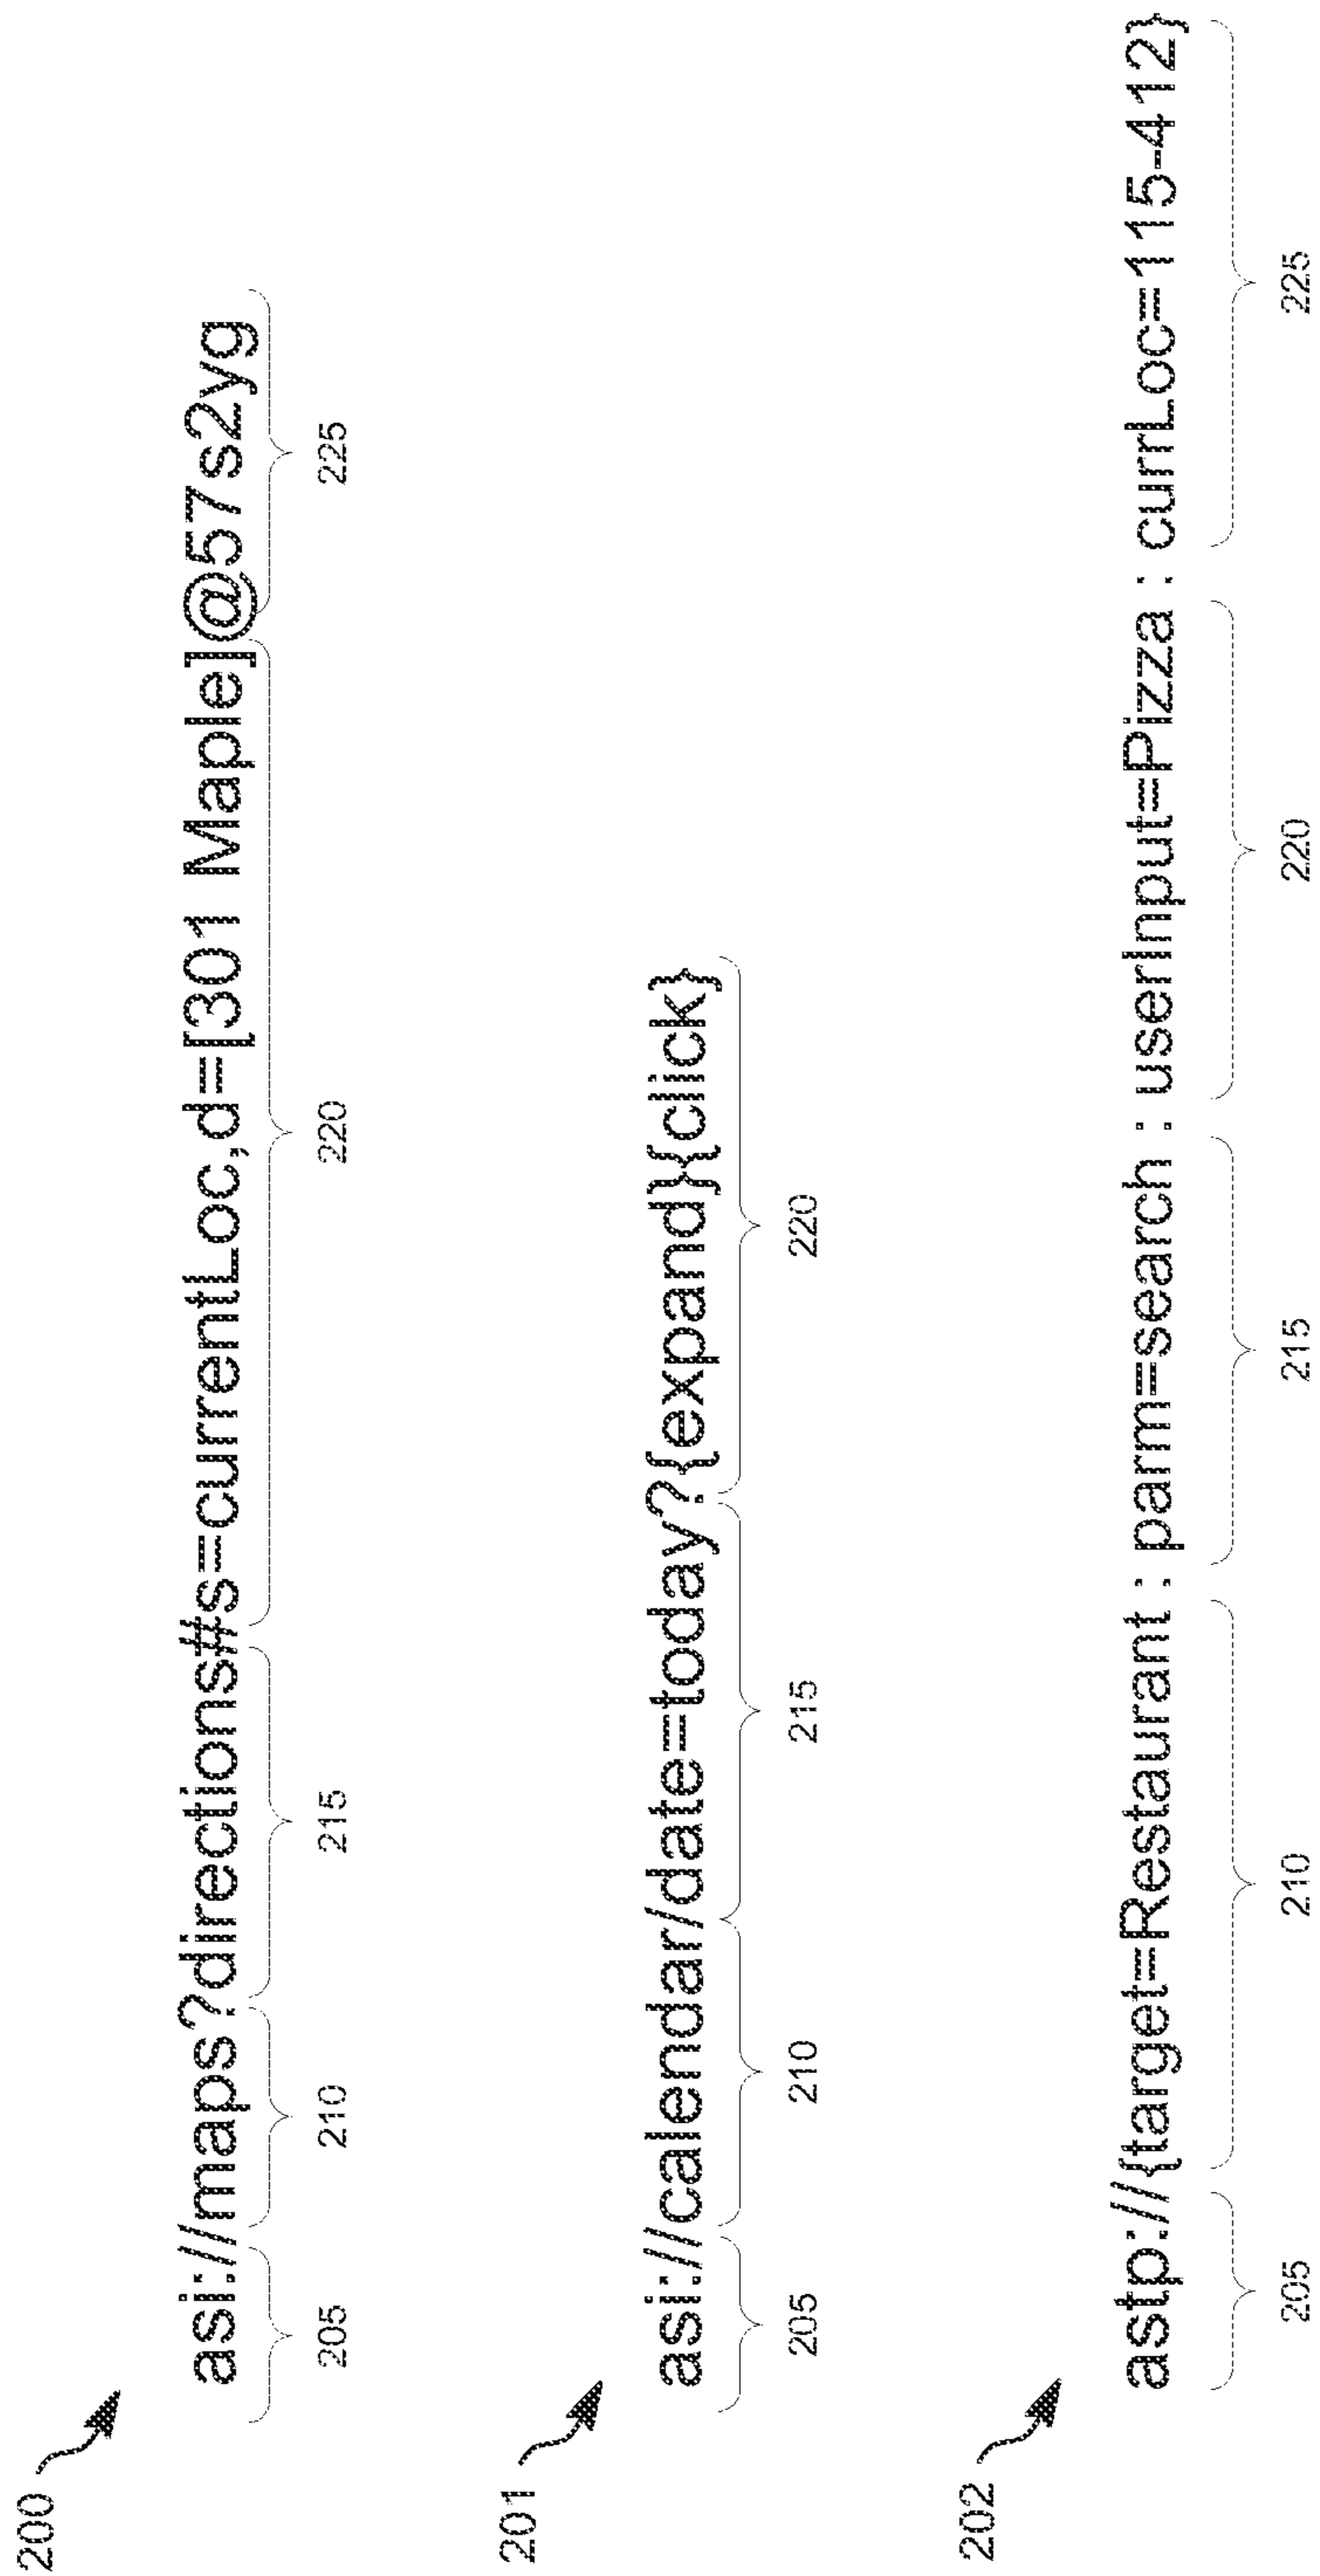 200
asi://maps?directions#s=currentLoc,d=[301 Maple]@57s2yg
205 210 215 220 225
201
asi://calendar/date=today?{expand}{click}
205 210 215 220
202
astp://{target=Restaurant : parm=search : userInput=Pizza : currLoc=115-412}
205 210 215 220 225